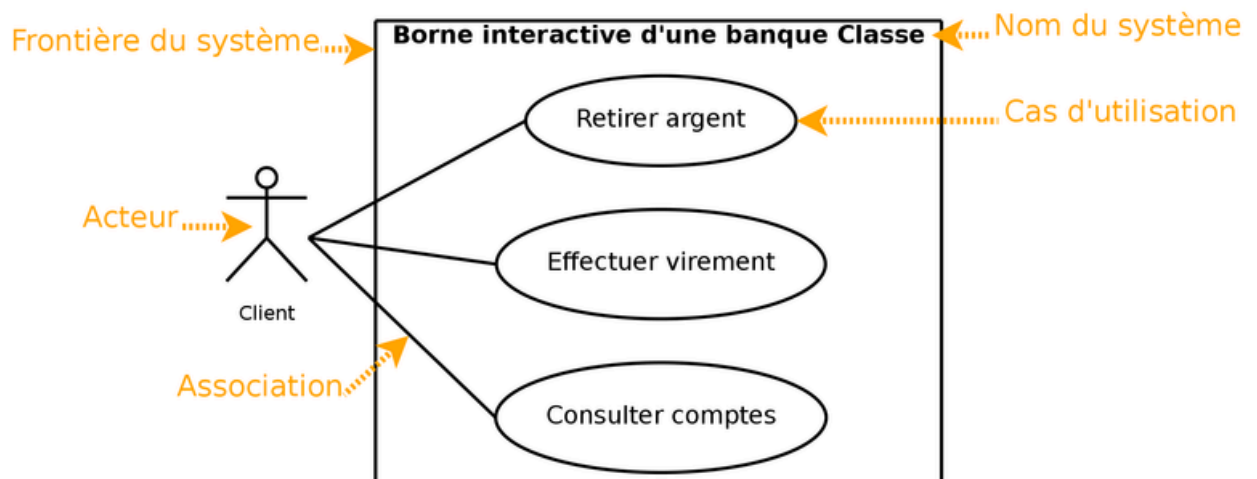 Frontière du système
Borne interactive d'une banque Classe
Nom du système
Retirer argent
Cas d'utilisation
Acteur
Effectuer virement
Client
Association
Consulter comptes